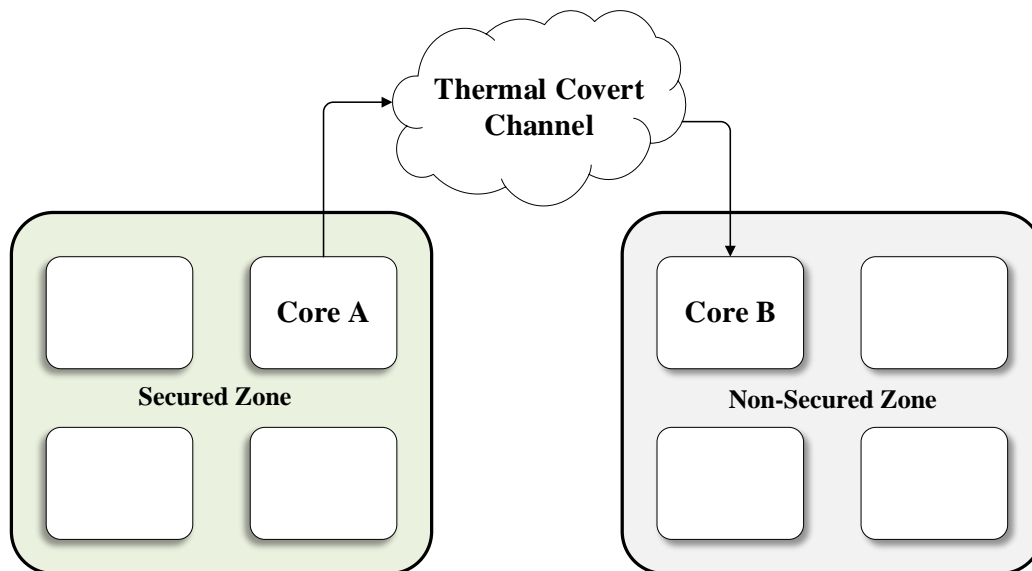 Thermal Covert
Channel
Core A
Core B
Secured Zone
Non-Secured Zone